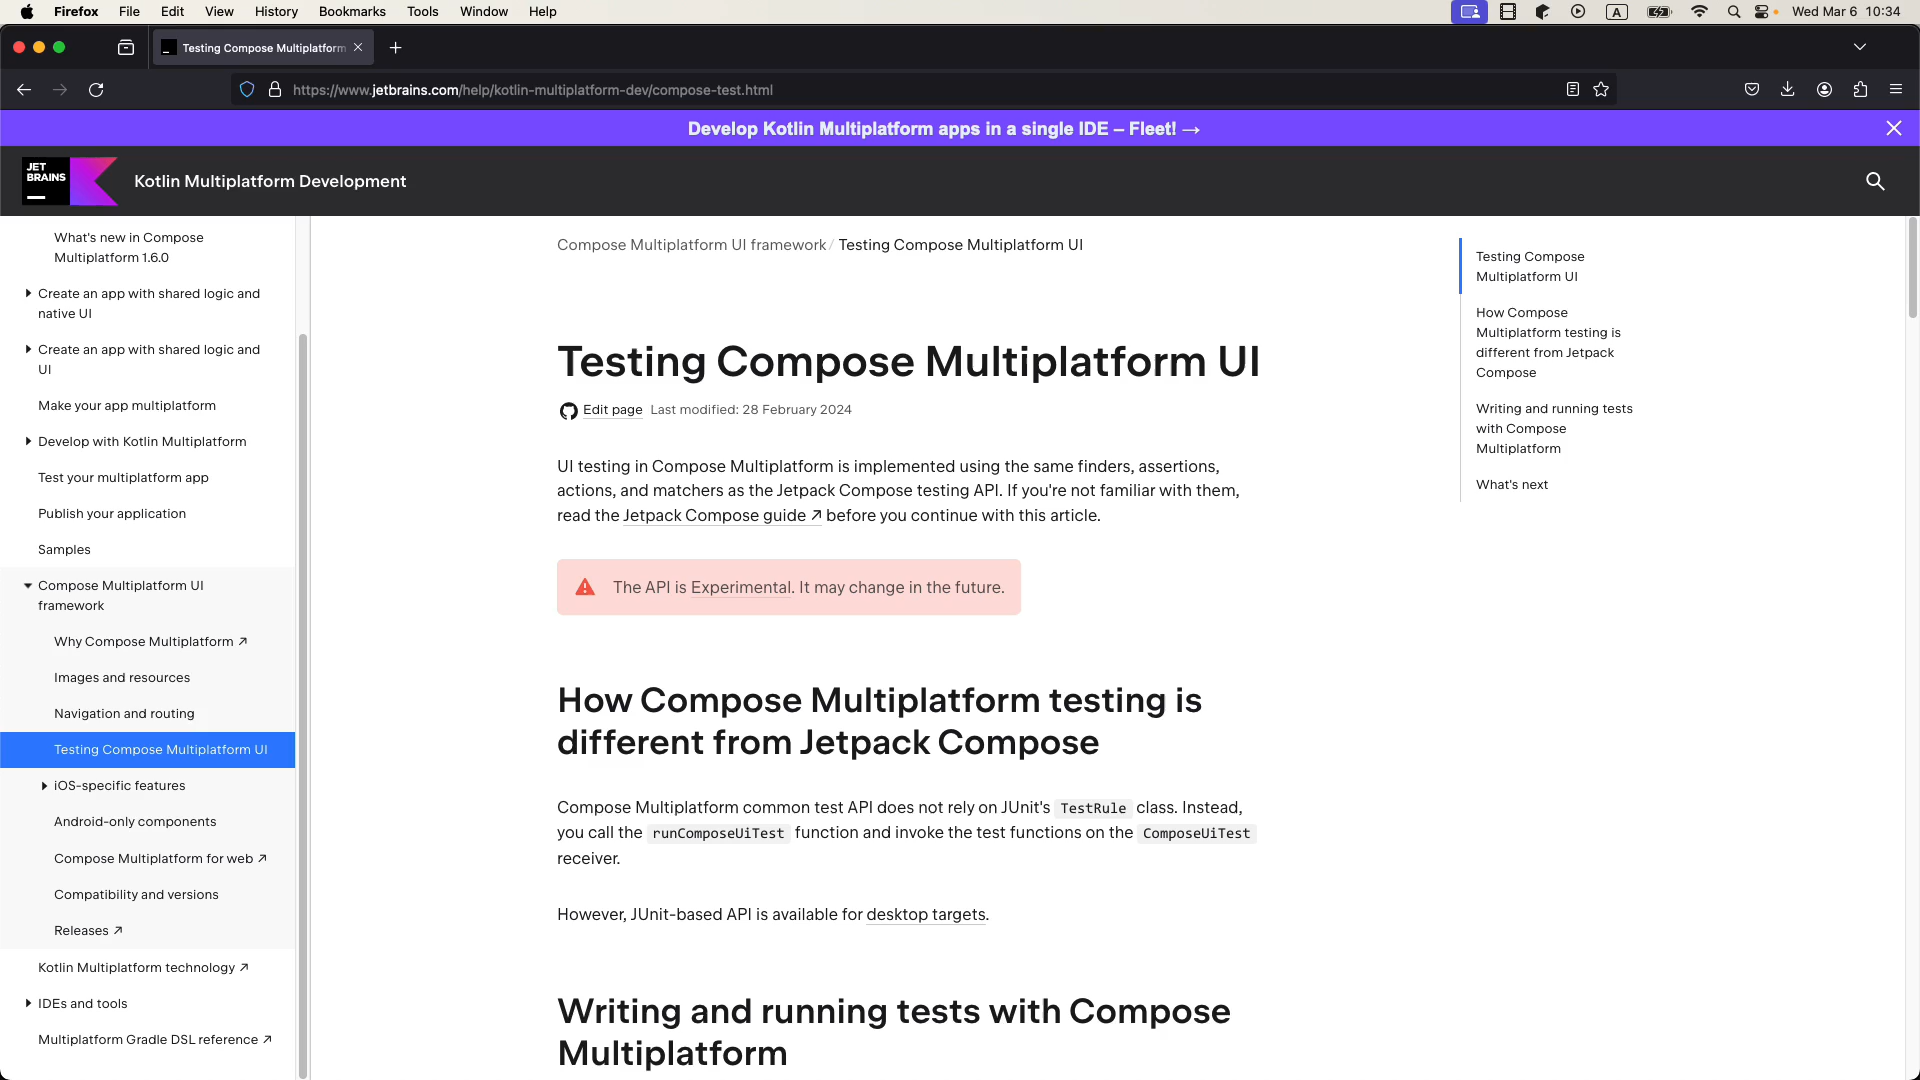 Firefox File Edit View History Bookmarks Tools Window Help
A
Wed Mar 6 10:34
Testing Compose Multiplatform
https://www.jetbrains.com/help/kotlin-multiplatform-dev/compose-test.html
Develop Kotlin Multiplatform apps in a single IDE – Fleet! →
JET
BRAINS
Kotlin Multiplatform Development
What's new in Compose
Multiplatform 1.6.0
Create an app with shared logic and
native UI
Create an app with shared logic and
UI
Make your app multiplatform
Develop with Kotlin Multiplatform
Test your multiplatform app
Publish your application
Samples
Compose Multiplatform UI
framework
Why Compose Multiplatform ↗
Images and resources
Navigation and routing
Testing Compose Multiplatform UI
iOS-specific features
Android-only components
Compose Multiplatform for web ↗
Compatibility and versions
Releases ↗
Kotlin Multiplatform technology ↗
IDEs and tools
Multiplatform Gradle DSL reference ↗
Compose Multiplatform UI framework / Testing Compose Multiplatform UI
Testing Compose Multiplatform UI
Edit page Last modified: 28 February 2024
UI testing in Compose Multiplatform is implemented using the same finders, assertions,
actions, and matchers as the Jetpack Compose testing API. If you're not familiar with them,
read the Jetpack Compose guide ↗ before you continue with this article.
The API is Experimental. It may change in the future.
How Compose Multiplatform testing is
different from Jetpack Compose
Compose Multiplatform common test API does not rely on JUnit's TestRule class. Instead,
you call the runComposeUiTest function and invoke the test functions on the ComposeUiTest
receiver.
However, JUnit-based API is available for desktop targets.
Writing and running tests with Compose
Multiplatform
Testing Compose
Multiplatform UI
How Compose
Multiplatform testing is
different from Jetpack
Compose
Writing and running tests
with Compose
Multiplatform
What's next